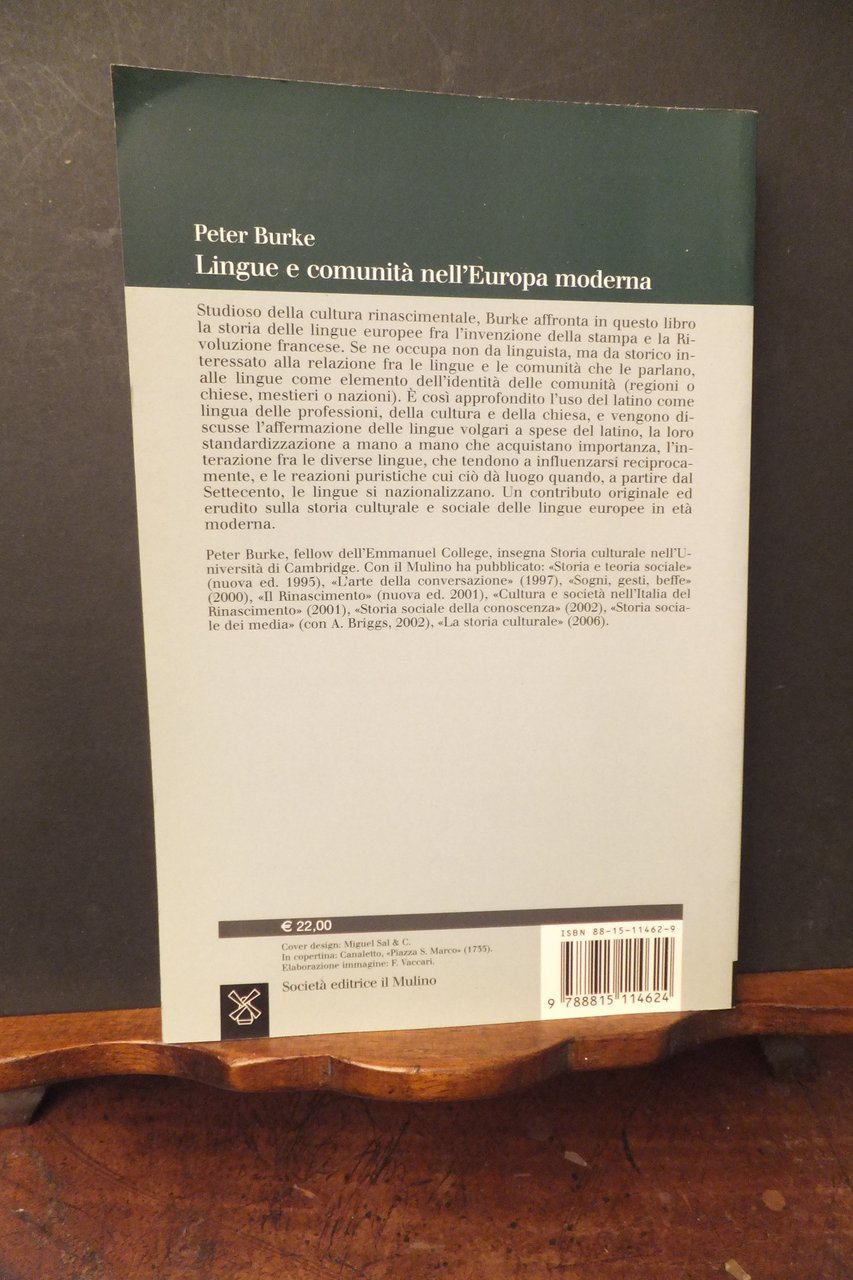 Peter Burke
Lingue e comunità nell'Europa moderna
Studioso della cultura rinascimentale, Burke affronta in questo libro
la storia delle lingue europee fra l'invenzione della stampa e la Ri-
voluzione francese. Se ne occupa non da linguista, ma da storico in-
teressato alla relazione fra le lingue e le comunità che le parlano,
alle lingue come elemento dell'identità delle comunità (regioni o
chiese, mestieri o nazioni). È così approfondito l'uso del latino come
lingua delle professioni, della cultura e della chiesa, e vengono di-
scusse l'affermazione delle lingue volgari a spese del latino, la loro
standardizzazione a mano a mano che acquistano importanza, l'in-
terazione fra le diverse lingue, che tendono a influenzarsi reciproca-
mente, e le reazioni puristiche cui ciò dà luogo quando, a partire dal
Settecento, le lingue si nazionalizzano. Un contributo originale ed
erudito sulla storia culturale e sociale delle lingue europee in età
moderna.
Peter Burke, fellow dell'Emmanuel College, insegna Storia culturale nell'U-
niversità di Cambridge. Con il Mulino ha pubblicato: «Storia e teoria sociale»
(nuova ed. 1995), «L'arte della conversazione» (1997), «Sogni, gesti, beffe»
(2000), «Il Rinascimento» (nuova ed. 2001), «Cultura e società nell'Italia del
Rinascimento» (2001), «Storia sociale della conoscenza» (2002), «Storia socia-
le dei media» (con A. Briggs, 2002), «La storia culturale» (2006).
€ 22,00
Cover design: Miguel Sal & C.
In copertina: Canaletto, «Piazza S. Marco» (1735).
Elaborazione immagine: F. Vaccari.
Società editrice il Mulino
ISBN 88-15-11462-9
9 788815 114624